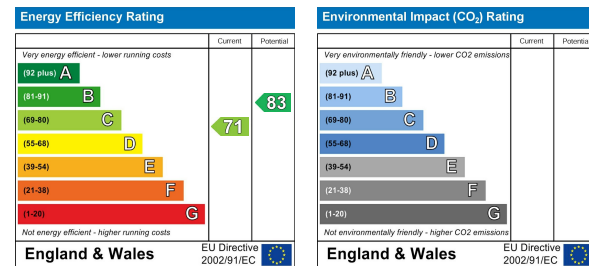 Energy Efficiency Rating
Current Potential
Very energy efficient - lower running costs
(92 plus) A
(81-91) B
83
(69-80) C
71
(55-68) D
(39-54) E
(21-38) F
(1-20) G
Not energy efficient - higher running costs
England & Wales
EU Directive
2002/91/EC
Environmental Impact (CO₂) Rating
Current Potential
Very environmentally friendly - lower CO2 emissions
(92 plus) A
(81-91) B
(69-80) C
(55-68) D
(39-54) E
(21-38) F
(1-20) G
Not environmentally friendly - higher CO2 emissions
England & Wales
EU Directive
2002/91/EC